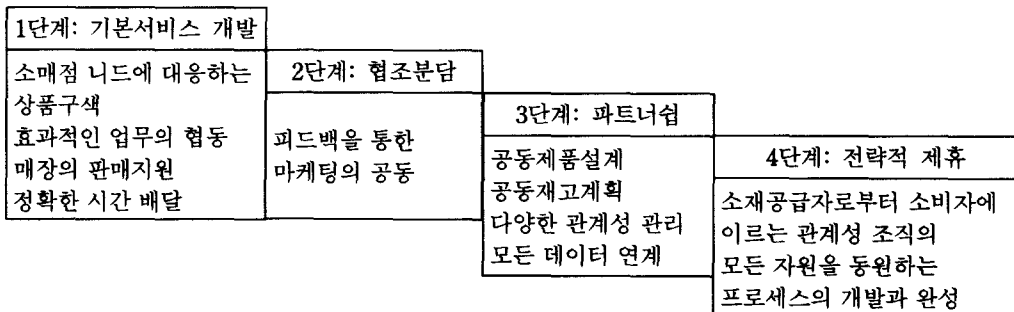 1단계: 기본서비스 개발
소매점 니드에 대응하는
상품구색
효과적인 업무의 협동
매장의 판매지원
정확한 시간 배달
2단계: 협조분담
피드백을 통한
마케팅의 공동
3단계: 파트너쉽
공동제품설계
공동재고계획
다양한 관계성 관리
모든 데이터 연계
4단계: 전략적 제휴
소재공급자로부터 소비자에
이르는 관계성 조직의
모든 자원을 동원하는
프로세스의 개발과 완성